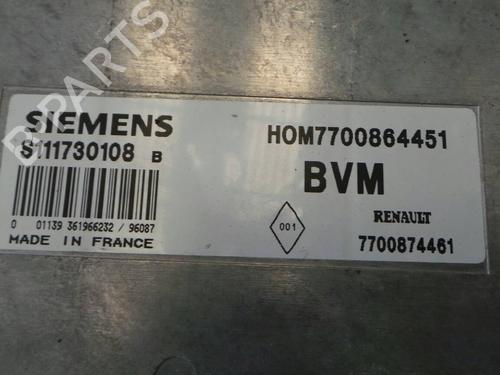 B-PARTS
SIEMENS
S111730108 B
0 01139 361966232 / 96087
MADE IN FRANCE
HOM7700864451
BVM
001
RENAULT
7700874461